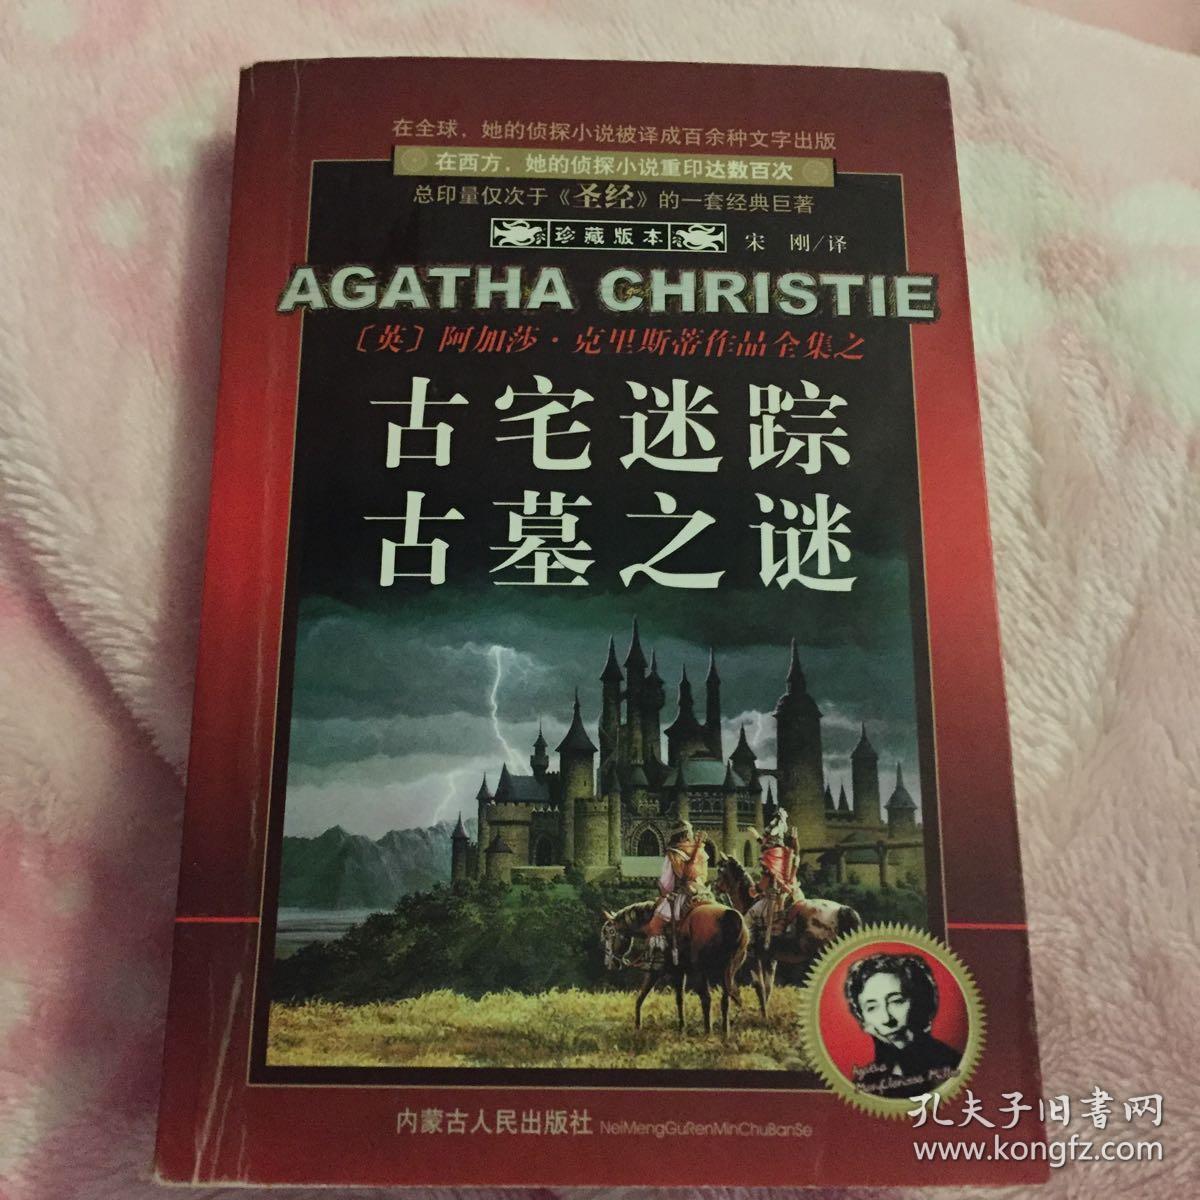 在全球，她的侦探小说被译成百余种文字出版
在西方，她的侦探小说重印达数百次
总印量仅次于《圣经》的一套经典巨著
珍藏版本 宋 刚/译
AGATHA CHRISTIE
〔英〕阿加莎·克里斯蒂作品全集之
古宅迷踪
古墓之谜
Agatha
MaryClarissa Miller
内蒙古人民出版社 NeiMengGuRenMinChuBanSe
孔夫子旧書网
www.kongfz.com